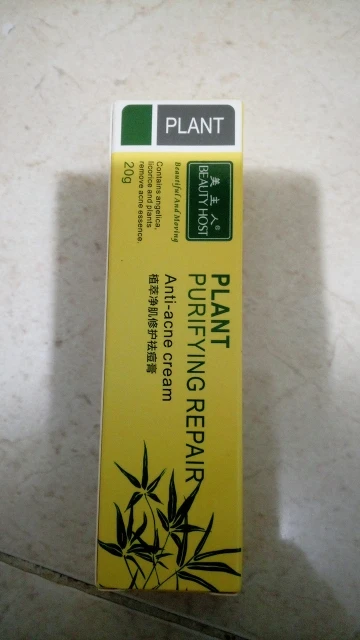 PLANT
美主人®
BEAUTY HOST
Beautiful And Moving
Contains angelica,
licorice and plants
remove acne essence.
20g
PLANT
PURIFYING REPAIR
Anti-acne cream
植萃净肌修护祛痘膏